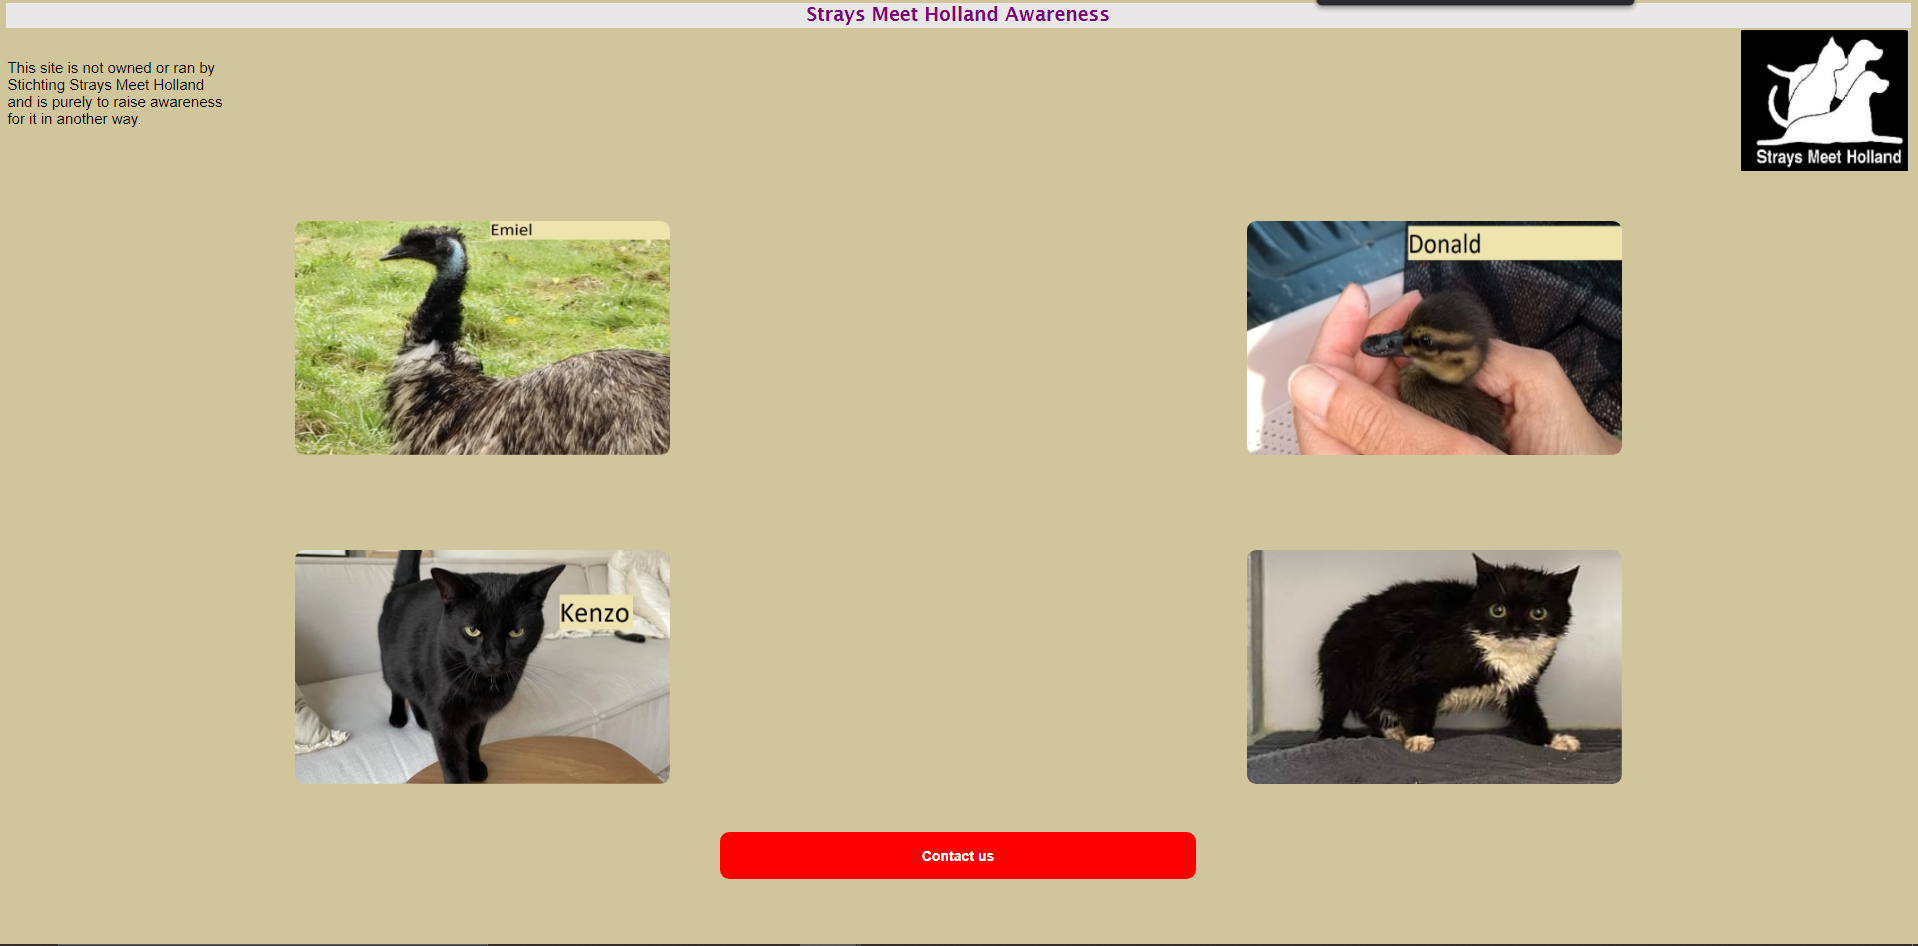 Strays Meet Holland Awareness
This site is not owned or ran by
Stichting Strays Meet Holland
and is purely to raise awareness
for it in another way.
Strays Meet Holland
Emiel
Donald
Kenzo
Contact us